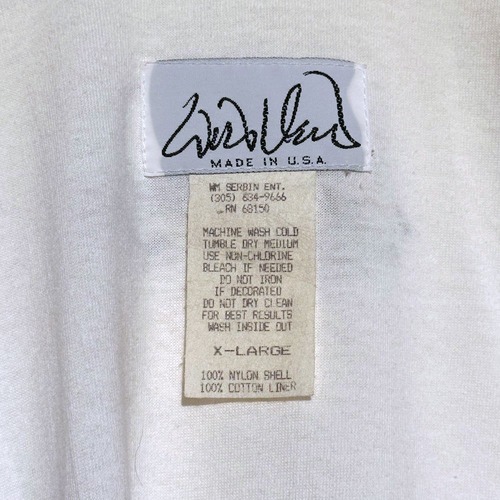 MADE IN U.S.A.
WM SERBIN ENT.
(305) 634-9666
RN 68150
MACHINE WASH COLD
TUMBLE DRY MEDIUM
USE NON-CHLORINE
BLEACH IF NEEDED
DO NOT IRON
IF DECORATED
DO NOT DRY CLEAN
FOR BEST RESULTS
WASH INSIDE OUT
X-LARGE
100% NYLON SHELL
100% COTTON LINER